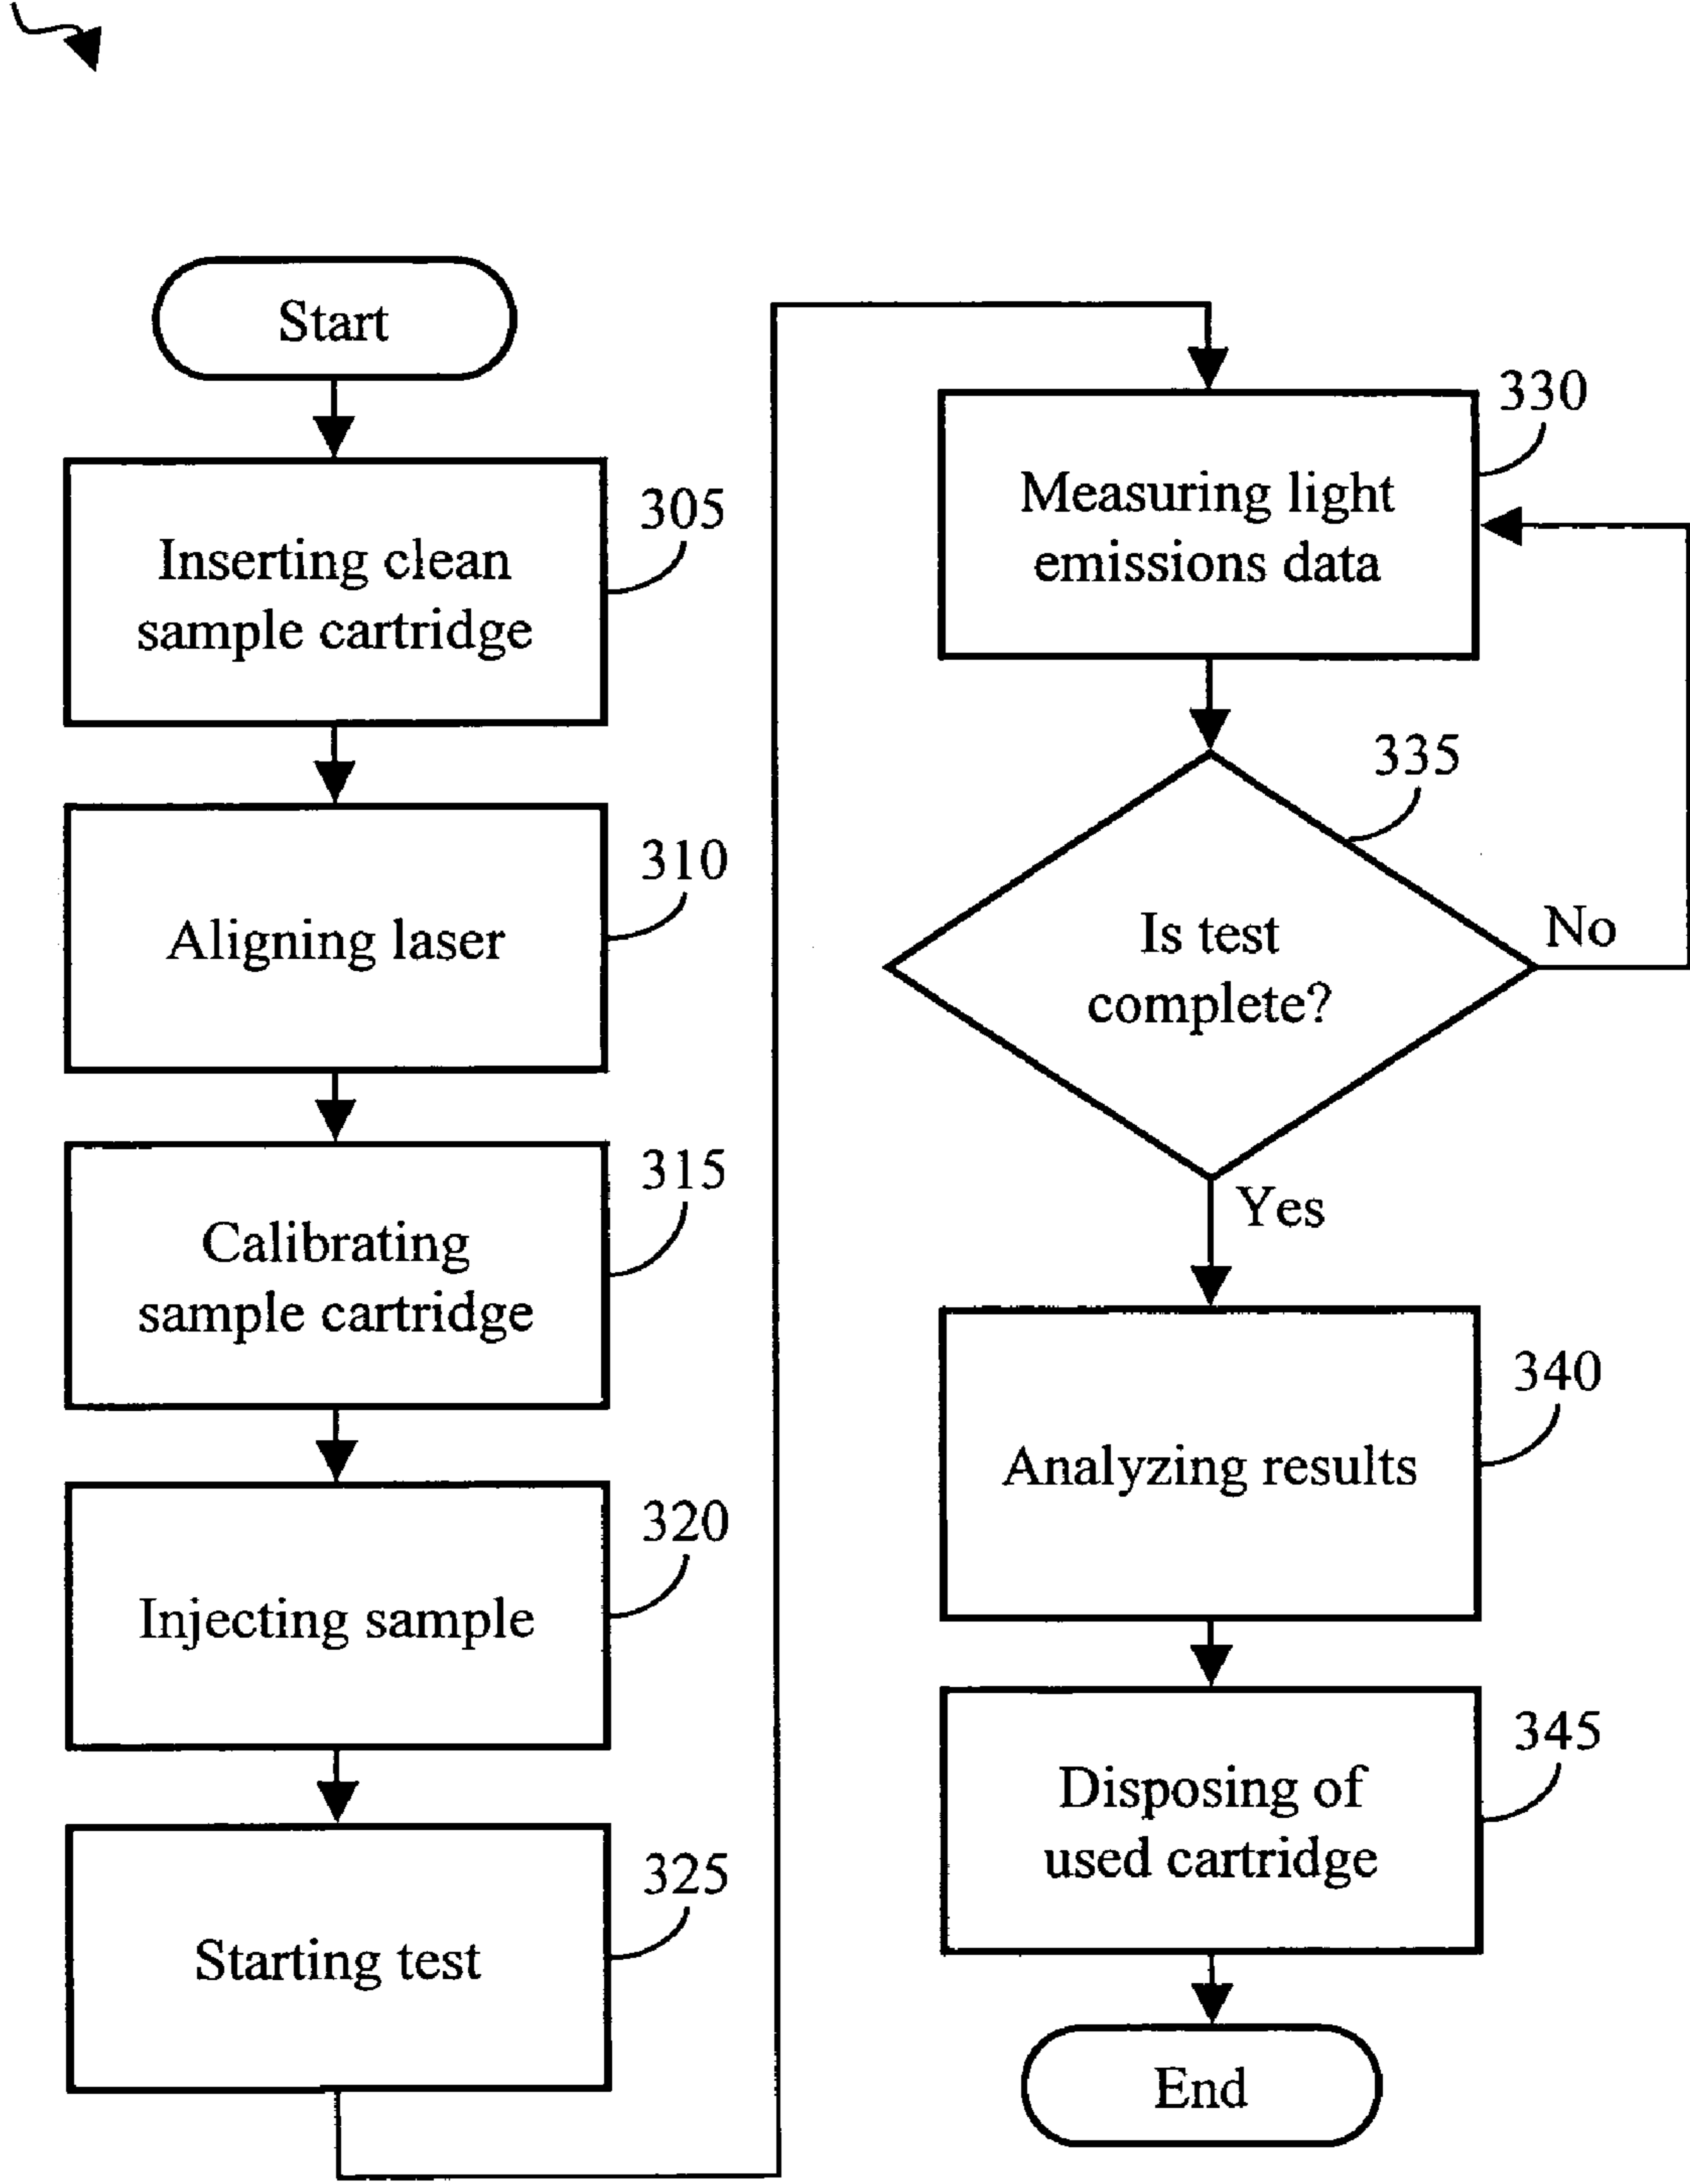 Start
305
Inserting clean
sample cartridge
310
Aligning laser
315
Calibrating
sample cartridge
320
Injecting sample
325
Starting test
330
Measuring light
emissions data
335
Is test
complete?
No
Yes
340
Analyzing results
345
Disposing of
used cartridge
End